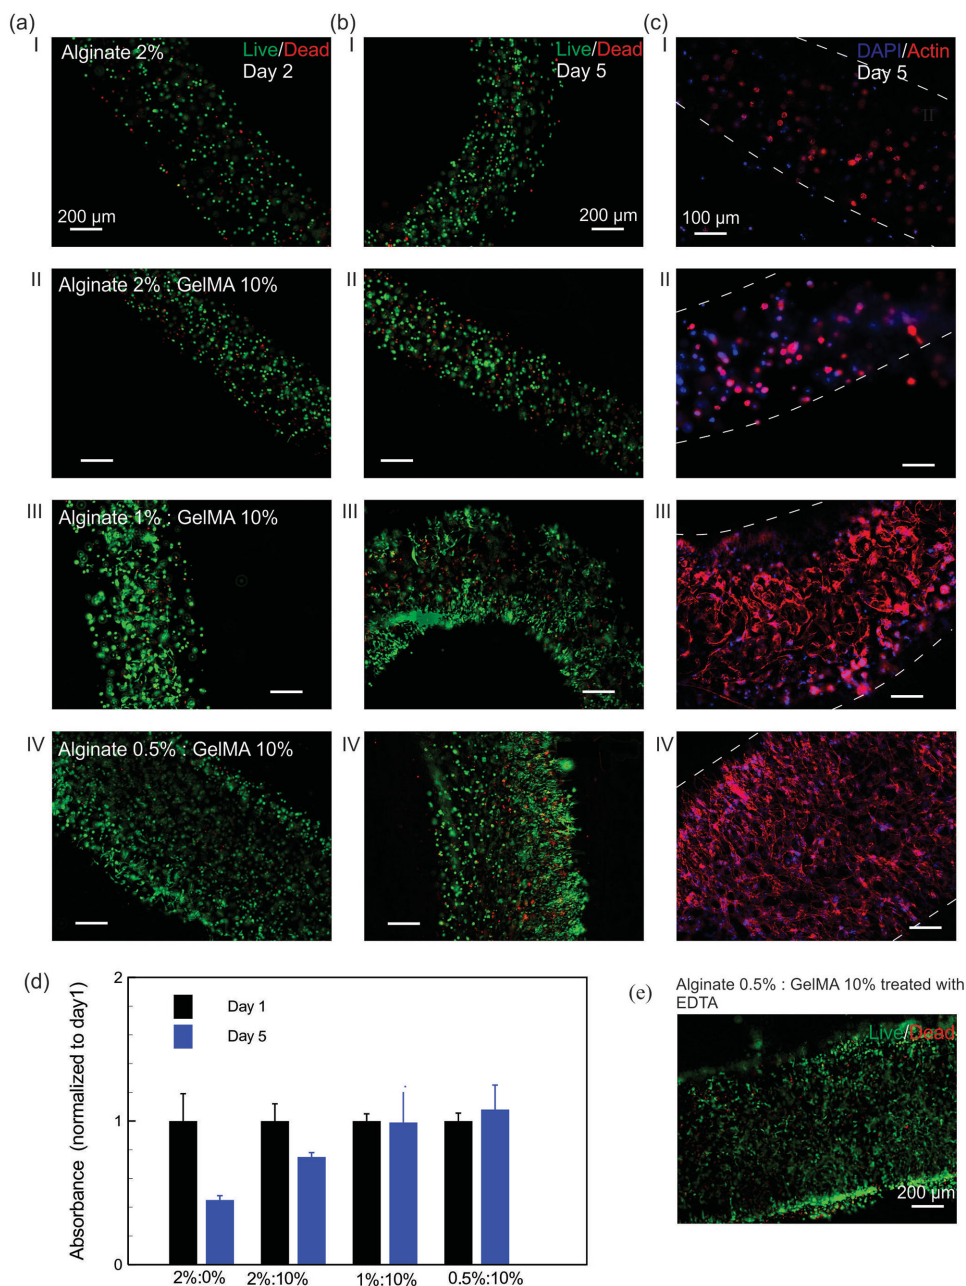 (a)
(b)
(c)
I
Alginate 2%
Live/Dead
Day 2
200 µm
I
Live/Dead
Day 5
200 µm
I
DAPI/Actin
Day 5
II
100 µm
II
Alginate 2% : GelMA 10%
II
II
III
Alginate 1% : GelMA 10%
III
III
IV
Alginate 0.5% : GelMA 10%
IV
IV
(d)
Absorbance (normalized to day1)
2
1
0
Day 1
Day 5
2%:0%
2%:10%
1%:10%
0.5%:10%
(e)
Alginate 0.5% : GelMA 10% treated with
EDTA
Live/Dead
200 µm